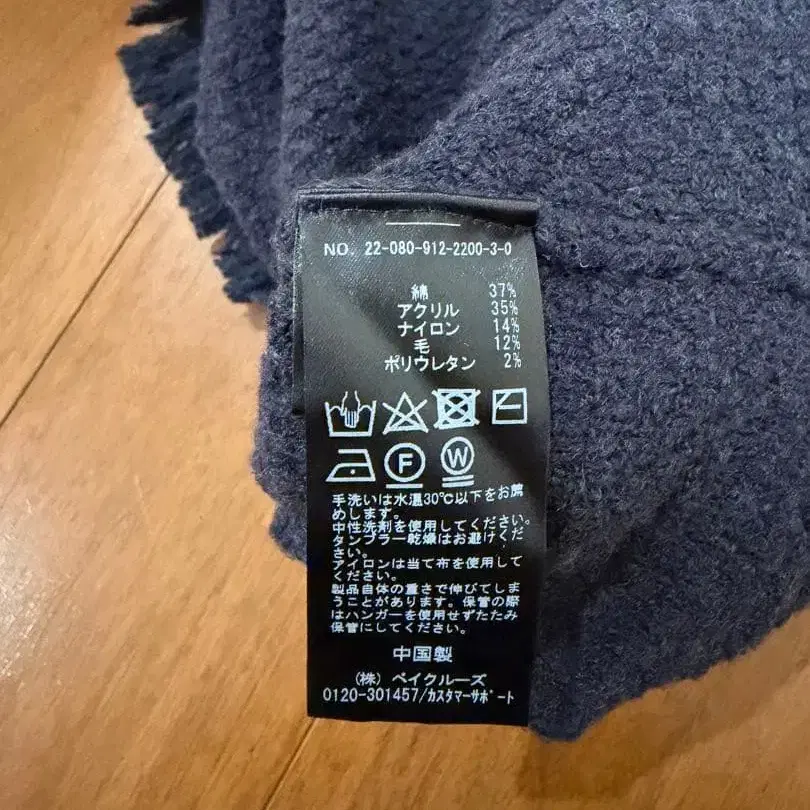 NO. 22-080-912-2200-3-0
綿 37%
アクリル 35%
ナイロン 14%
毛 12%
ポリウレタン 2%
F W
手洗いは水温30℃以下をお薦
めします。
中性洗剤を使用してください。
タンブラー乾燥はお避けくだ
さい。
アイロンは当て布を使用して
ください。
製品自体の重さで伸びてしま
うことがあります。保管の際
はハンガーを使用せずたたみ
保管にしてください。
中国製
(株) ベイクルーズ
0120-301457/カスタマーサポート